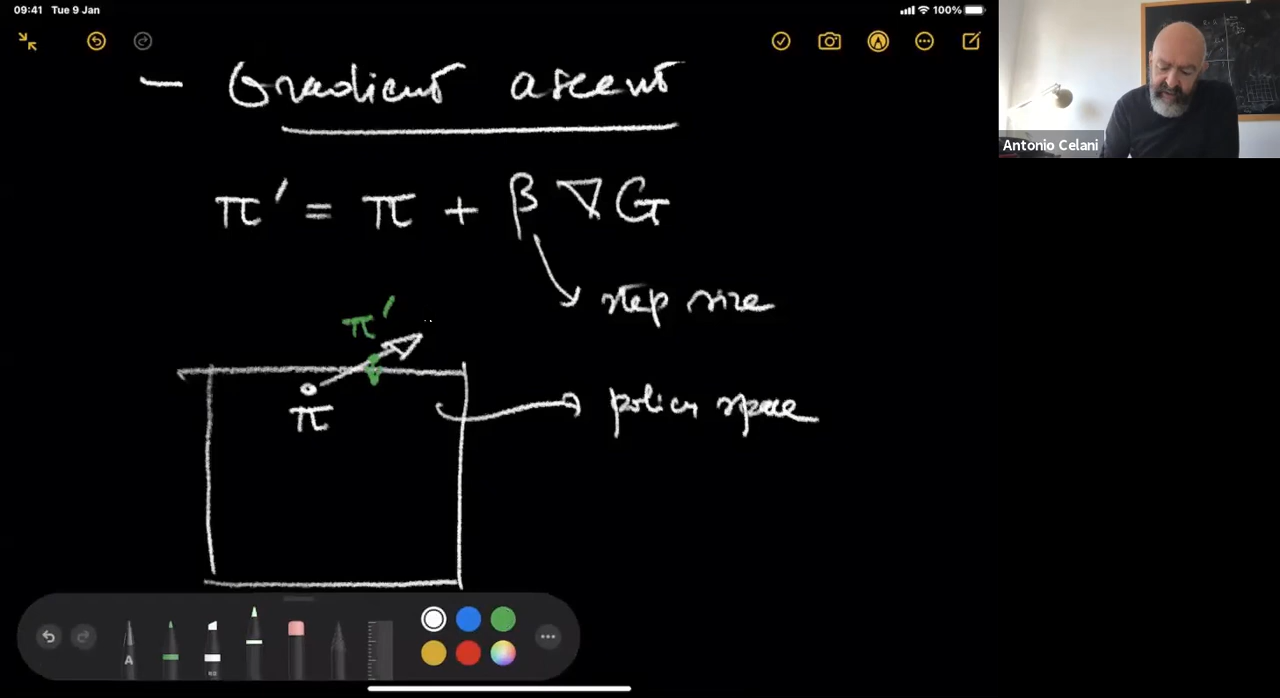 09:41 Tue 9 Jan
100%
Antonio Celani
- Gradient ascent
π' = π + β ∇G
step size
π'
π
policy space
A